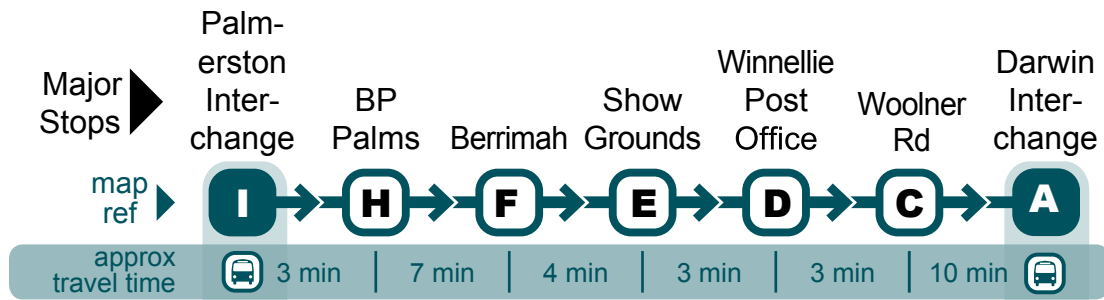 Major
Stops
Palm-
erston
Inter-
change
BP
Palms
Berrimah
Show
Grounds
Winnellie
Post
Office
Woolner
Rd
Darwin
Inter-
change
map
ref
I
H
F
E
D
C
A
approx
travel time
3 min
7 min
4 min
3 min
3 min
10 min